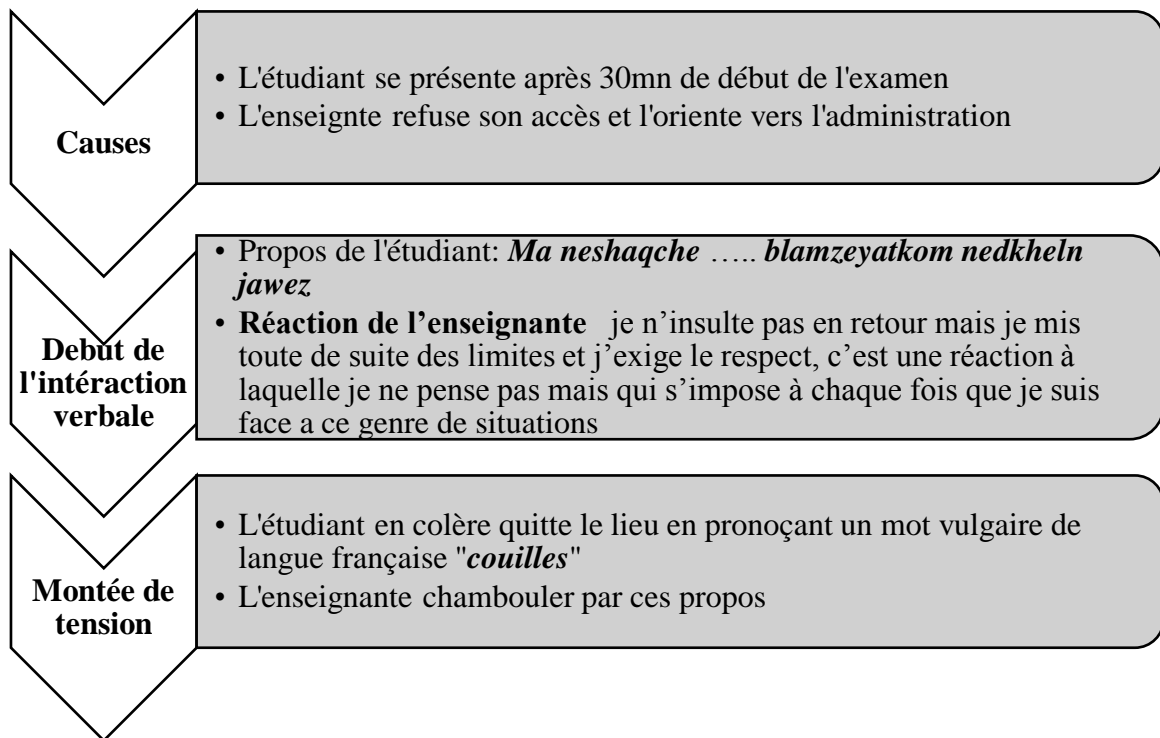 Causes
• L'étudiant se présente après 30mn de début de l'examen
• L'enseignte refuse son accès et l'oriente vers l'administration
Debut de
l'intéraction
verbale
• Propos de l'étudiant: Ma neshaqche ….. blamzeyatkom nedkheln
jawez
• Réaction de l’enseignante je n’insulte pas en retour mais je mis
toute de suite des limites et j’exige le respect, c’est une réaction à
laquelle je ne pense pas mais qui s’impose à chaque fois que je suis
face a ce genre de situations
Montée de
tension
• L'étudiant en colère quitte le lieu en pronoçant un mot vulgaire de
langue française "couilles"
• L'enseignante chambouler par ces propos